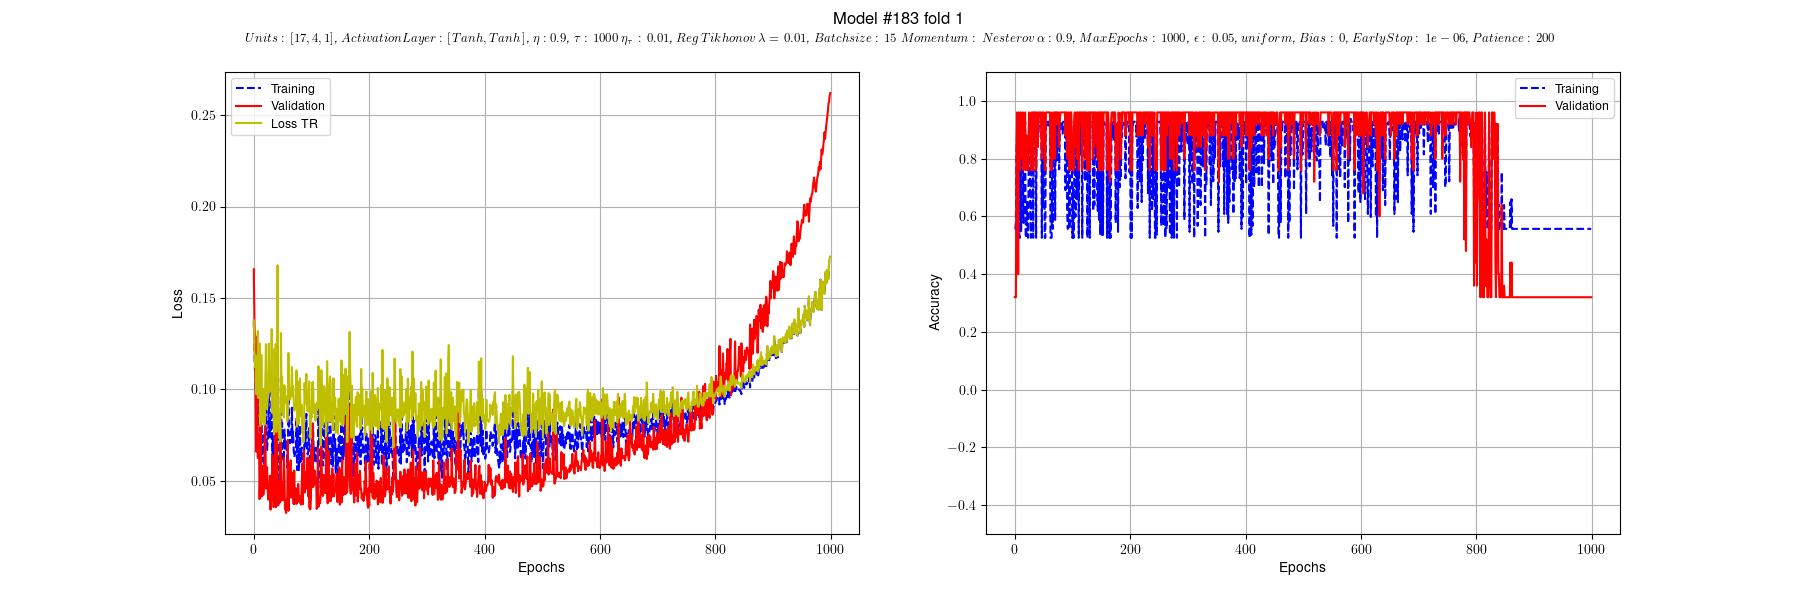 Model #183 fold 1
Units : [17, 4, 1], ActivationLayer : [Tanh, Tanh], η : 0.9, τ : 1000 ητ : 0.01, Reg Tikhonov λ = 0.01, Batchsize : 15 Momentum : Nesterov α : 0.9, MaxEpochs : 1000, ϵ : 0.05, uniform, Bias : 0, EarlyStop : 1e − 06, Patience : 200
Training
Validation
Loss TR
0.25
0.20
0.15
0.10
0.05
Loss
0 200 400 600 800 1000
Epochs
Training
Validation
1.0
0.8
0.6
0.4
0.2
0.0
−0.2
−0.4
Accuracy
0 200 400 600 800 1000
Epochs